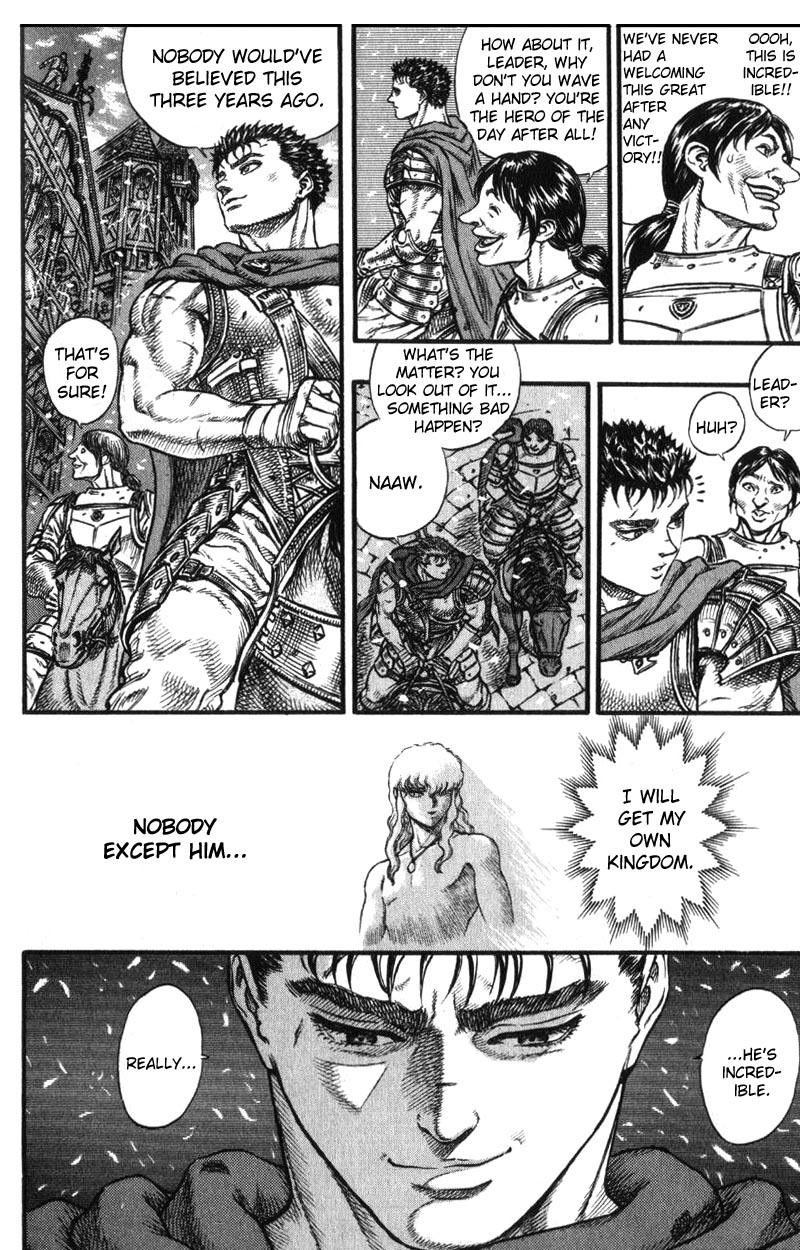 OOOH,
THIS IS
INCRED-
IBLE!!
WE'VE NEVER
HAD A
WELCOMING
THIS GREAT
AFTER
ANY
VICT-
ORY!!
HOW ABOUT IT,
LEADER, WHY
DON'T YOU WAVE
A HAND? YOU'RE
THE HERO OF THE
DAY AFTER ALL!
NOBODY WOULD'VE
BELIEVED THIS
THREE YEARS AGO.
THAT'S
FOR
SURE!
LEAD-
ER?
HUH?
WHAT'S THE
MATTER? YOU
LOOK OUT OF IT...
SOMETHING BAD
HAPPEN?
NAAW.
I WILL
GET MY
OWN
KINGDOM.
NOBODY
EXCEPT HIM...
...HE'S
INCRED-
IBLE.
REALLY...